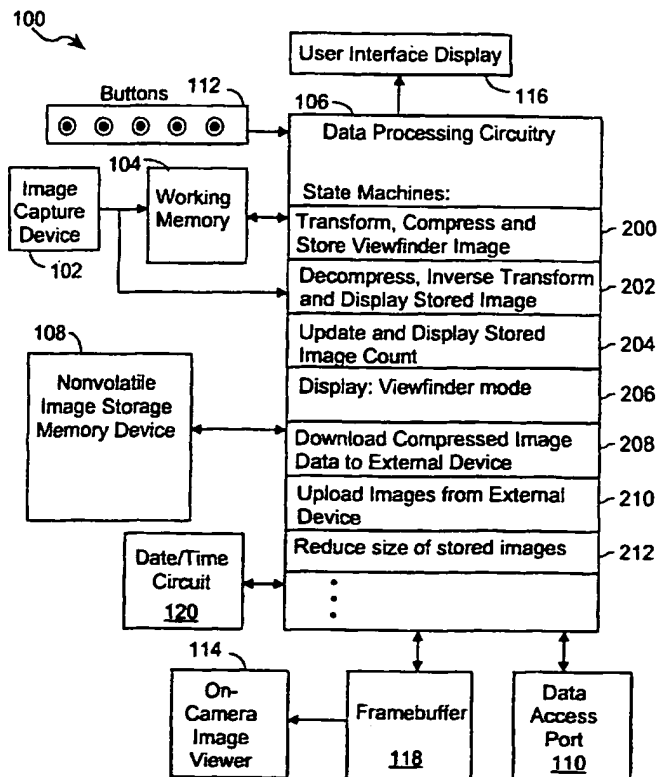 100
User Interface Display
116
Buttons
112
106
Data Processing Circuitry
State Machines:
104
Working
Memory
Image
Capture
Device
102
Transform, Compress and
Store Viewfinder Image
200
Decompress, Inverse Transform
and Display Stored Image
202
Update and Display Stored
Image Count
204
Display: Viewfinder mode
206
108
Nonvolatile
Image Storage
Memory Device
Download Compressed Image
Data to External Device
208
Upload Images from External
Device
210
Reduce size of stored images
212
Date/Time
Circuit
120
114
On-
Camera
Image
Viewer
Framebuffer
118
Data
Access
Port
110